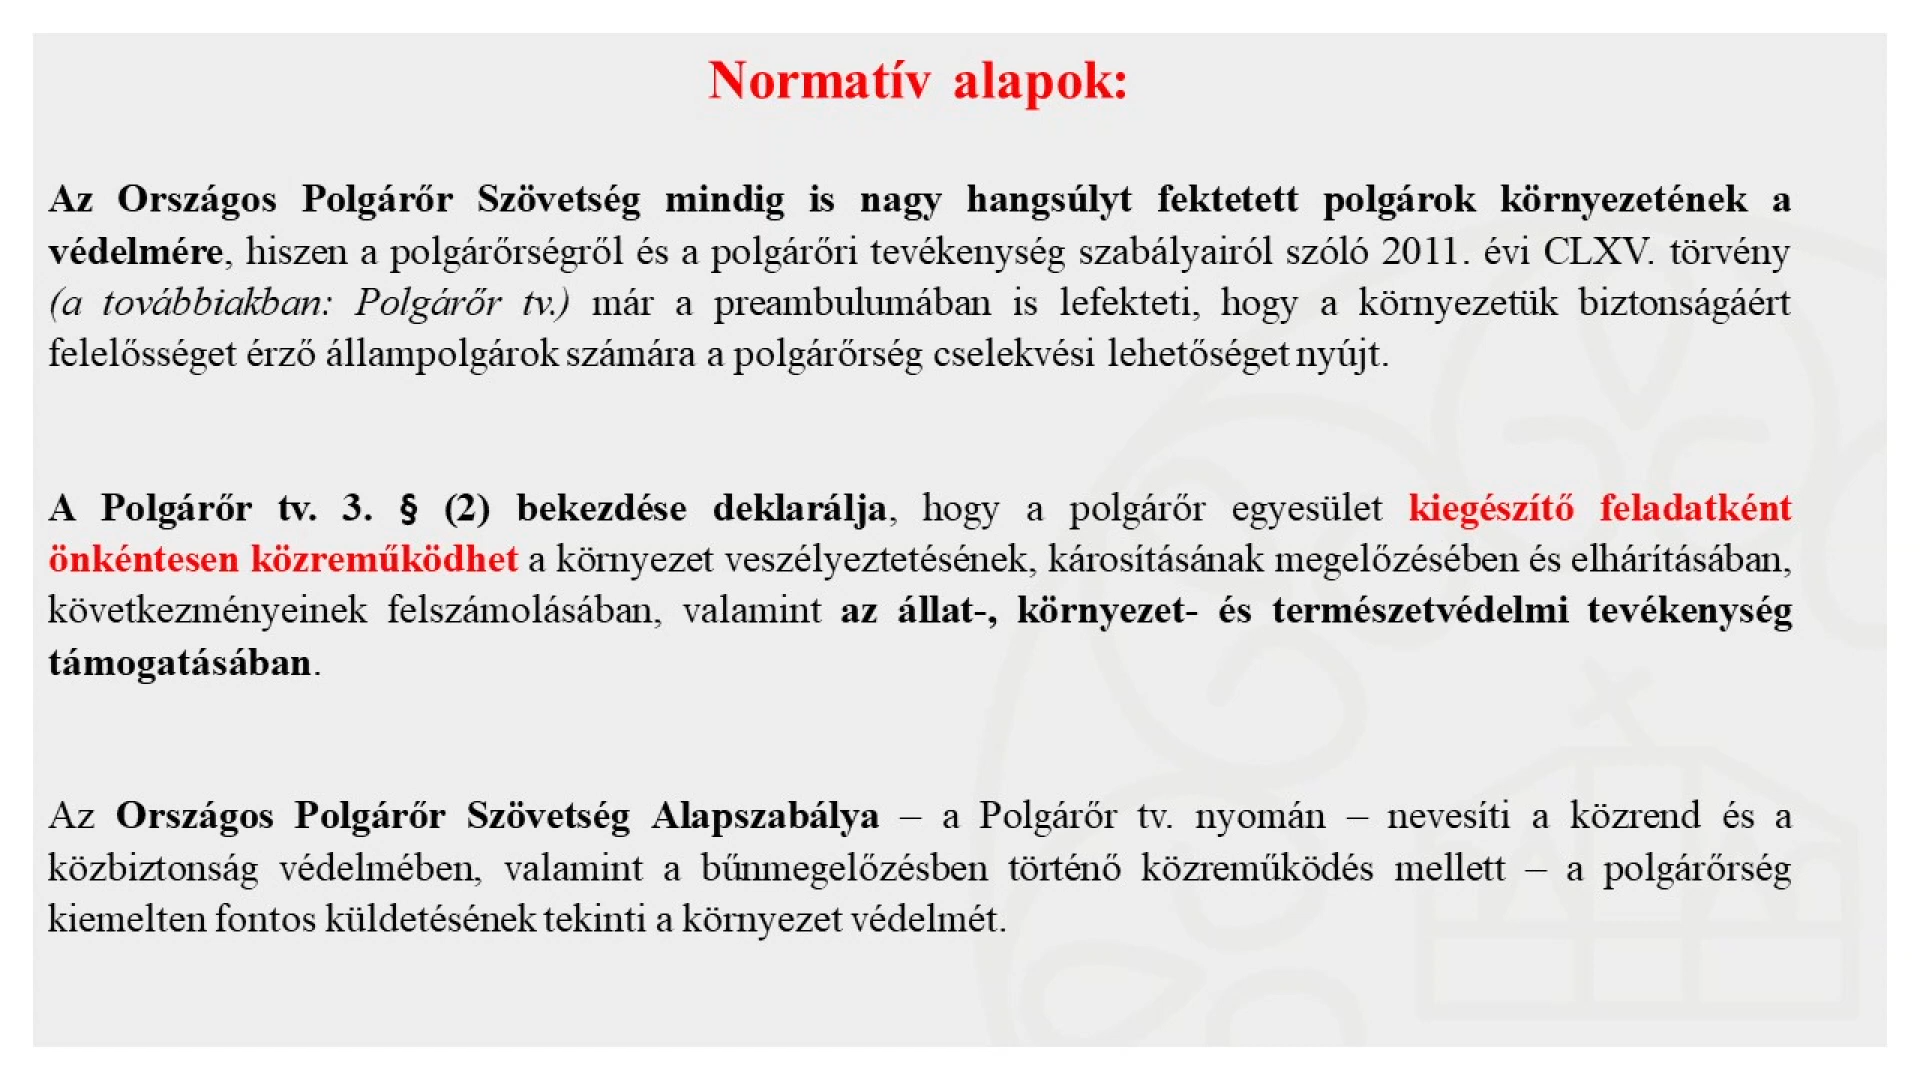 Normatív alapok:
Az Országos Polgárőr Szövetség mindig is nagy hangsúlyt fektetett polgárok környezetének a
védelmére, hiszen a polgárőrségről és a polgárőri tevékenység szabályairól szóló 2011. évi CLXV. törvény
(a továbbiakban: Polgárőr tv.) már a preambulumában is lefekteti, hogy a környezetük biztonságáért
felelősséget érző állampolgárok számára a polgárőrség cselekvési lehetőséget nyújt.
A Polgárőr tv. 3. § (2) bekezdése deklarálja, hogy a polgárőr egyesület kiegészítő feladatként
önkéntesen közreműködhet a környezet veszélyeztetésének, károsításának megelőzésében és elhárításában,
következményeinek felszámolásában, valamint az állat-, környezet- és természetvédelmi tevékenység
támogatásában.
Az Országos Polgárőr Szövetség Alapszabálya – a Polgárőr tv. nyomán – nevesíti a közrend és a
közbiztonság védelmében, valamint a bűnmegelőzésben történő közreműködés mellett – a polgárőrség
kiemelten fontos küldetésének tekinti a környezet védelmét.